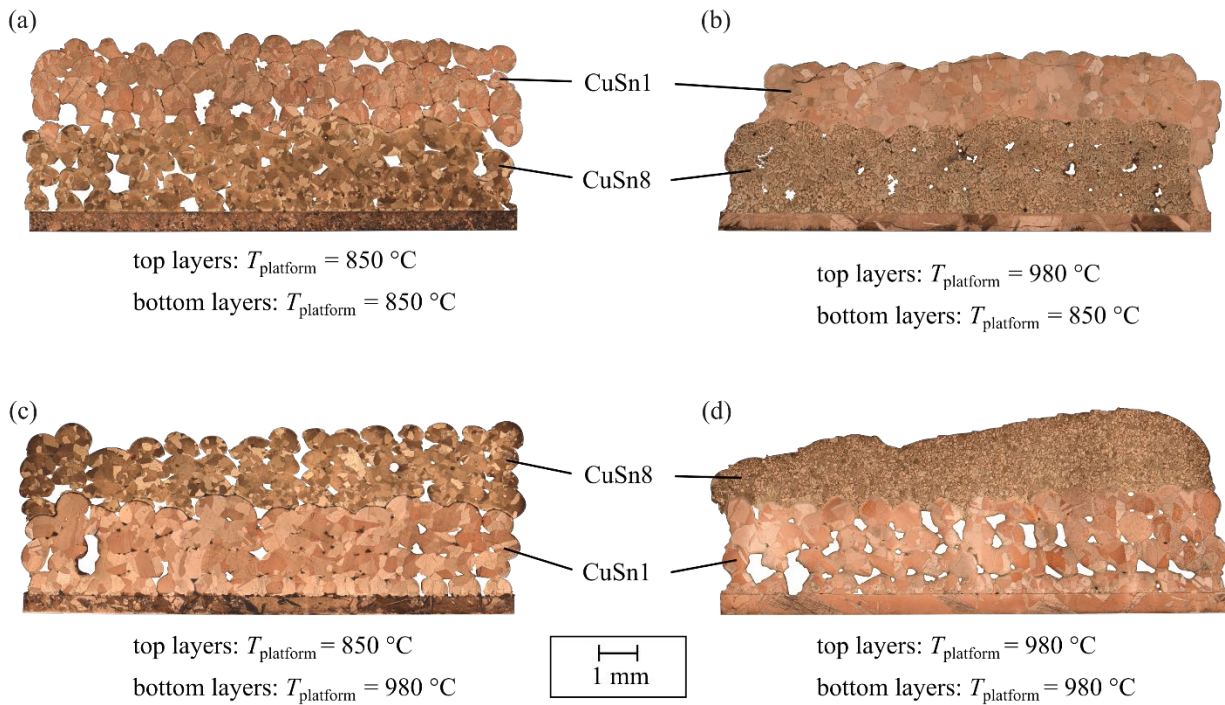 (a)
(b)
CuSn1
CuSn8
top layers: Tplatform = 850 °C
bottom layers: Tplatform = 850 °C
top layers: Tplatform = 980 °C
bottom layers: Tplatform = 850 °C
(c)
(d)
CuSn8
CuSn1
top layers: Tplatform = 850 °C
bottom layers: Tplatform = 980 °C
1 mm
top layers: Tplatform = 980 °C
bottom layers: Tplatform = 980 °C